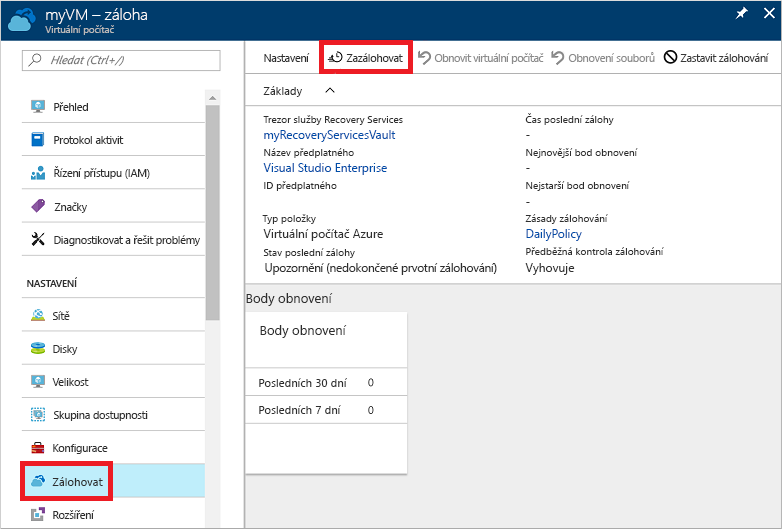 myVM – záloha
Virtuální počítač
Hledat (Ctrl+/)
Přehled
Protokol aktivit
Řízení přístupu (IAM)
Značky
Diagnostikovat a řešit problémy
NASTAVENÍ
Sítě
Disky
Velikost
Skupina dostupnosti
Konfigurace
Zálohovat
Rozšíření
Nastavení
Zazálohovat
Obnovit virtuální počítač
Obnovení souborů
Zastavit zálohování
Základy
Trezor služby Recovery Services
myRecoveryServicesVault
Název předplatného
Visual Studio Enterprise
ID předplatného
Typ položky
Virtuální počítač Azure
Stav poslední zálohy
Upozornění (nedokončené prvotní zálohování)
Čas poslední zálohy
-
Nejnovější bod obnovení
-
Nejstarší bod obnovení
-
Zásady zálohování
DailyPolicy
Předběžná kontrola zálohování
Vyhovuje
Body obnovení
Body obnovení
Posledních 30 dní 0
Posledních 7 dní 0